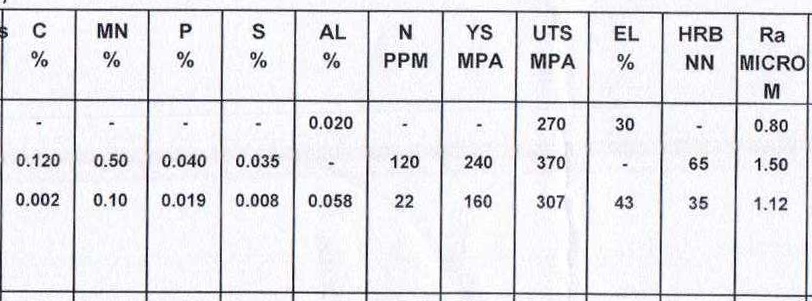 s C MN P S AL N YS UTS EL HRB Ra
% % % % % PPM MPA MPA % NN MICRO
M
- - - - 0.020 - - 270 30 - 0.80
0.120 0.50 0.040 0.035 - 120 240 370 - 65 1.50
0.002 0.10 0.019 0.008 0.058 22 160 307 43 35 1.12